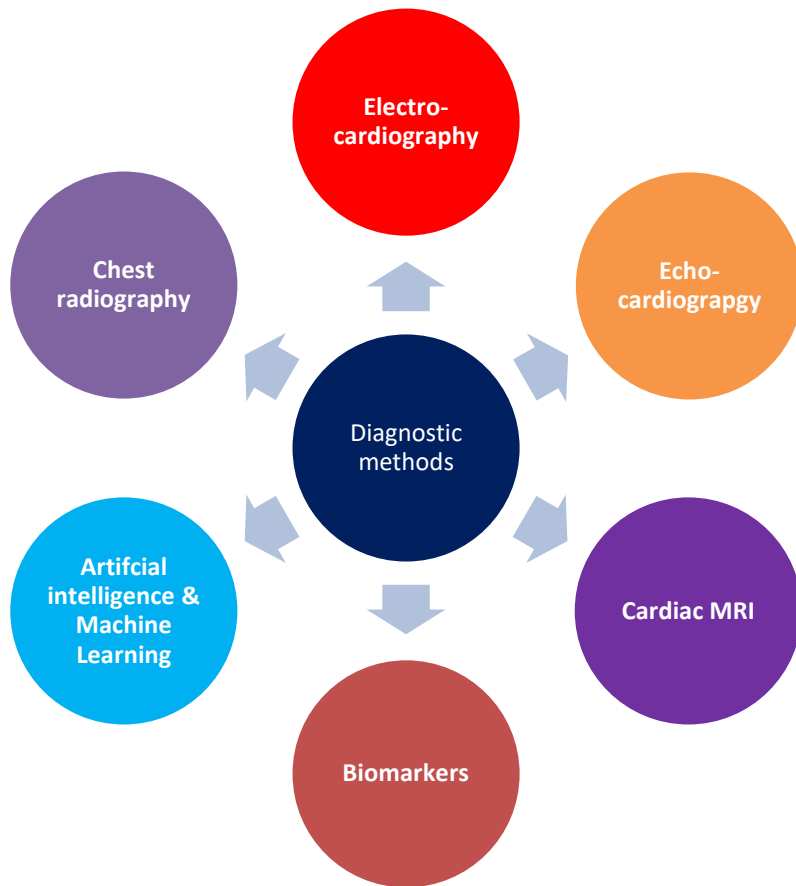 Electro-
cardiography
Chest
radiography
Echo-
cardiograpgy
Diagnostic
methods
Artifcial
intelligence &
Machine
Learning
Cardiac MRI
Biomarkers